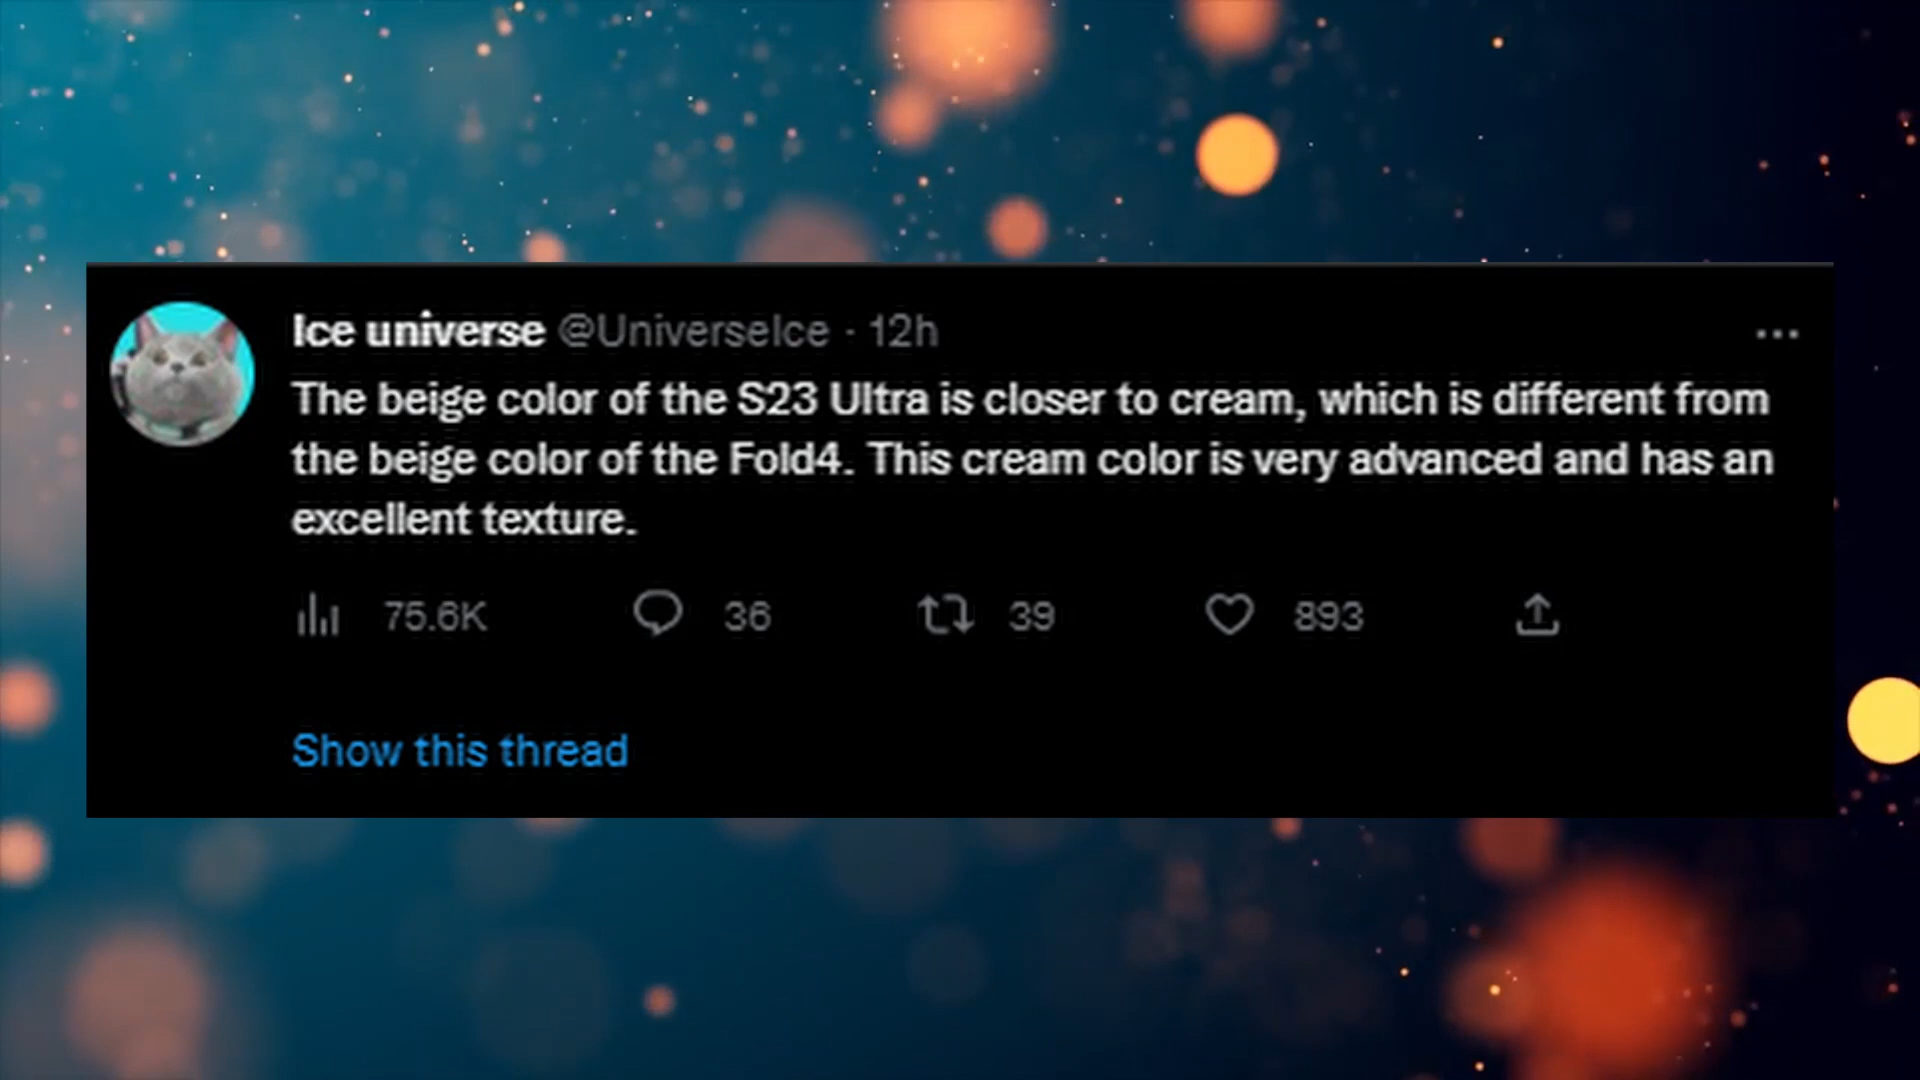 Ice universe @UniverseIce · 12h
The beige color of the S23 Ultra is closer to cream, which is different from
the beige color of the Fold4. This cream color is very advanced and has an
excellent texture.
75.6K 36 39 893
Show this thread